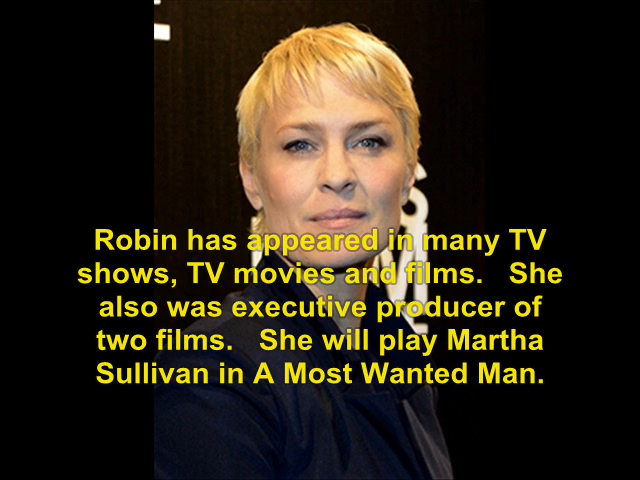 Robin has appeared in many TV
shows, TV movies and films.   She
also was executive producer of
two films.   She will play Martha
Sullivan in A Most Wanted Man.